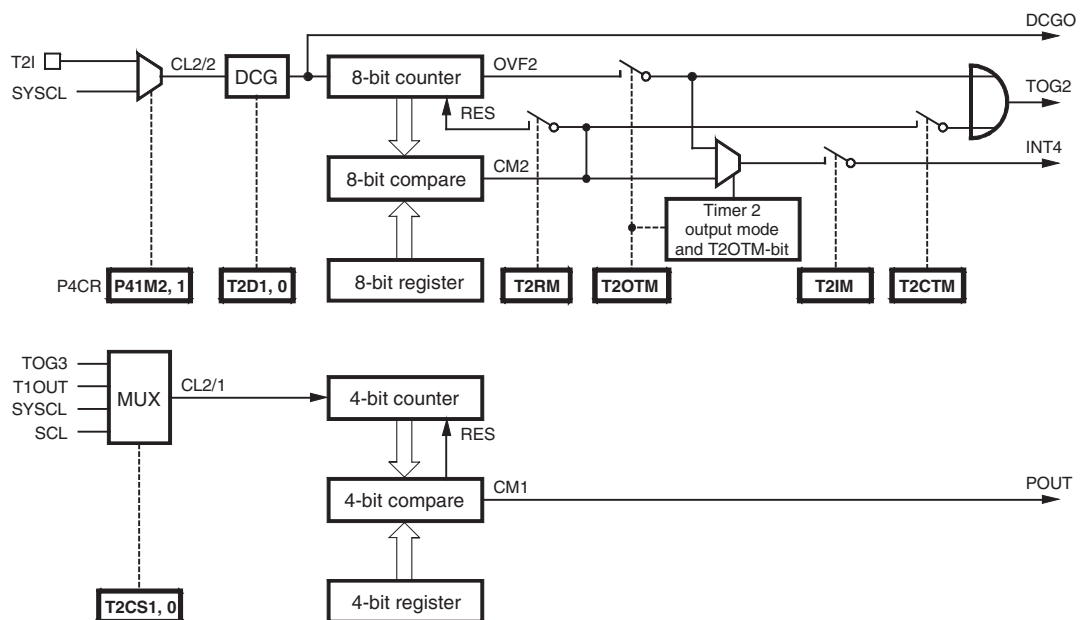 DCGO
T2I
CL2/2
DCG
8-bit counter
OVF2
TOG2
SYSCL
RES
INT4
8-bit compare
CM2
Timer 2
output mode
and T2OTM-bit
P4CR
P41M2, 1
T2D1, 0
8-bit register
T2RM
T2OTM
T2IM
T2CTM
TOG3
T1OUT
SYSCL
SCL
MUX
CL2/1
4-bit counter
RES
4-bit compare
CM1
POUT
T2CS1, 0
4-bit register